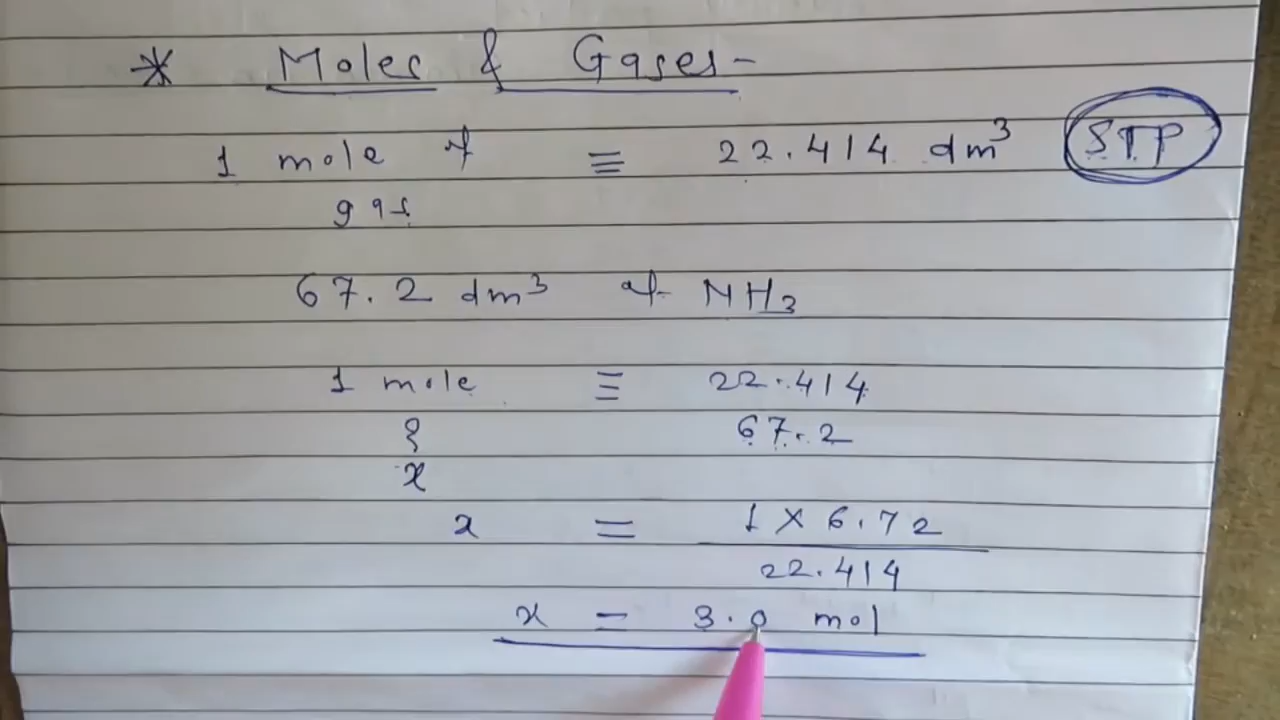 * Moles & Gases-
1 mole of ≡ 22.414 dm³ STP
gas
67.2 dm³ of NH₃
1 mole ≡ 22.414
? 67.2
x
x = 1 × 6.72
22.414
x = 3.0 mol